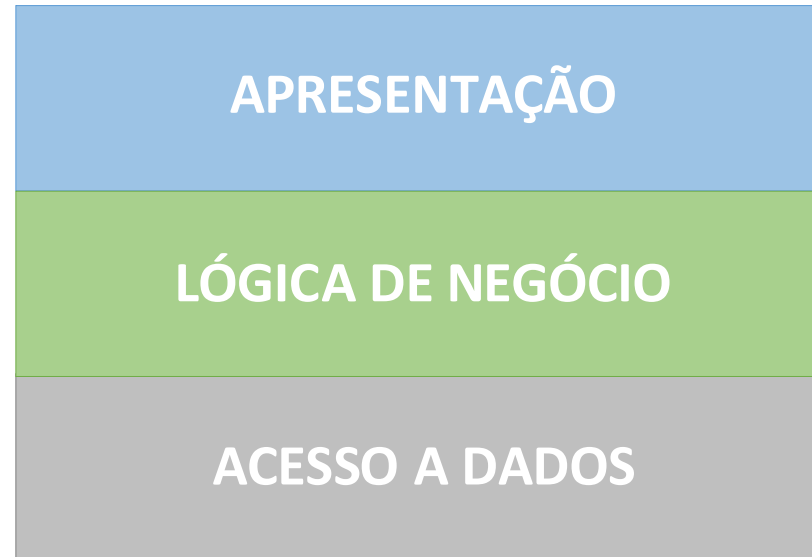 APRESENTAÇÃO
LÓGICA DE NEGÓCIO
ACESSO A DADOS